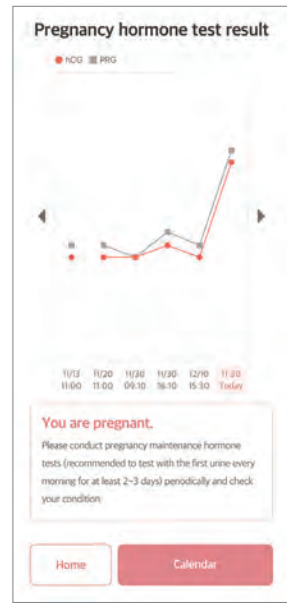 Pregnancy hormone test result
hCG PRG
11/13 11/20 11/30 11/30 12/10 11:30
11:00 11:00 09:10 16:10 15:30 Today
You are pregnant.
Please conduct pregnancy maintenance hormone
tests (recommended to test with the first urine every
morning for at least 2~3 days) periodically and check
your condition
Home Calendar